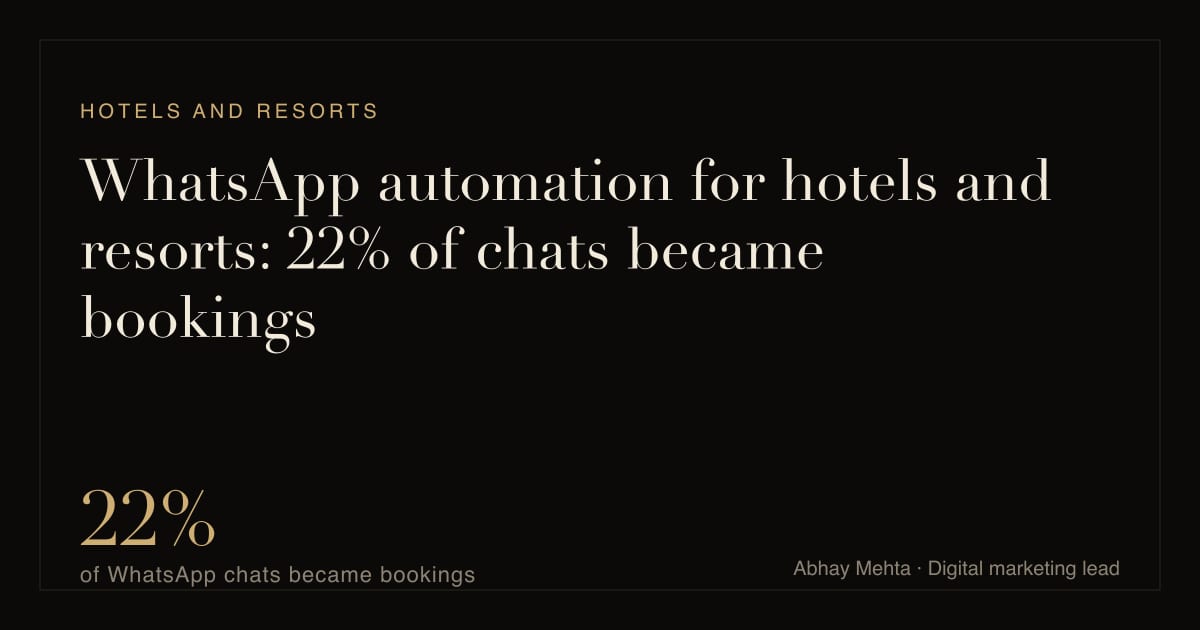 HOTELS AND RESORTS
WhatsApp automation for hotels and
resorts: 22% of chats became
bookings
22%
of WhatsApp chats became bookings
Abhay Mehta · Digital marketing lead